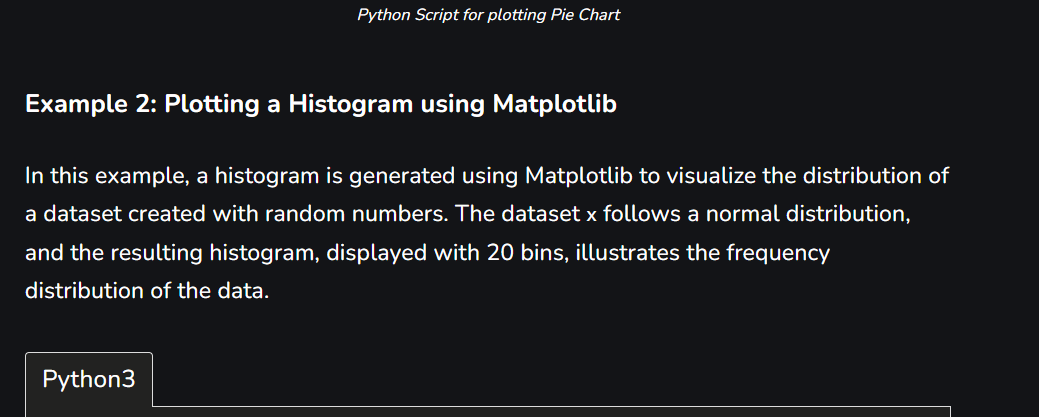 Python Script for plotting Pie Chart
Example 2: Plotting a Histogram using Matplotlib
In this example, a histogram is generated using Matplotlib to visualize the distribution of
a dataset created with random numbers. The dataset x follows a normal distribution,
and the resulting histogram, displayed with 20 bins, illustrates the frequency
distribution of the data.
Python3